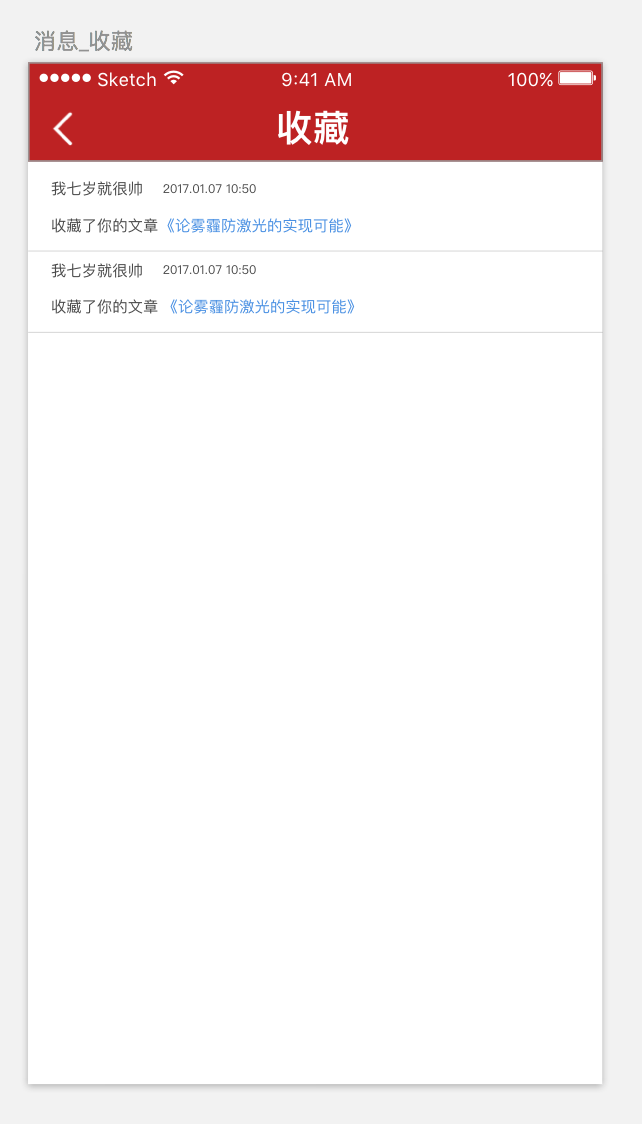 消息_收藏
Sketch 9:41 AM 100%
收藏
我七岁就很帅 2017.01.07 10:50
收藏了你的文章《论雾霾防激光的实现可能》
我七岁就很帅 2017.01.07 10:50
收藏了你的文章 《论雾霾防激光的实现可能》